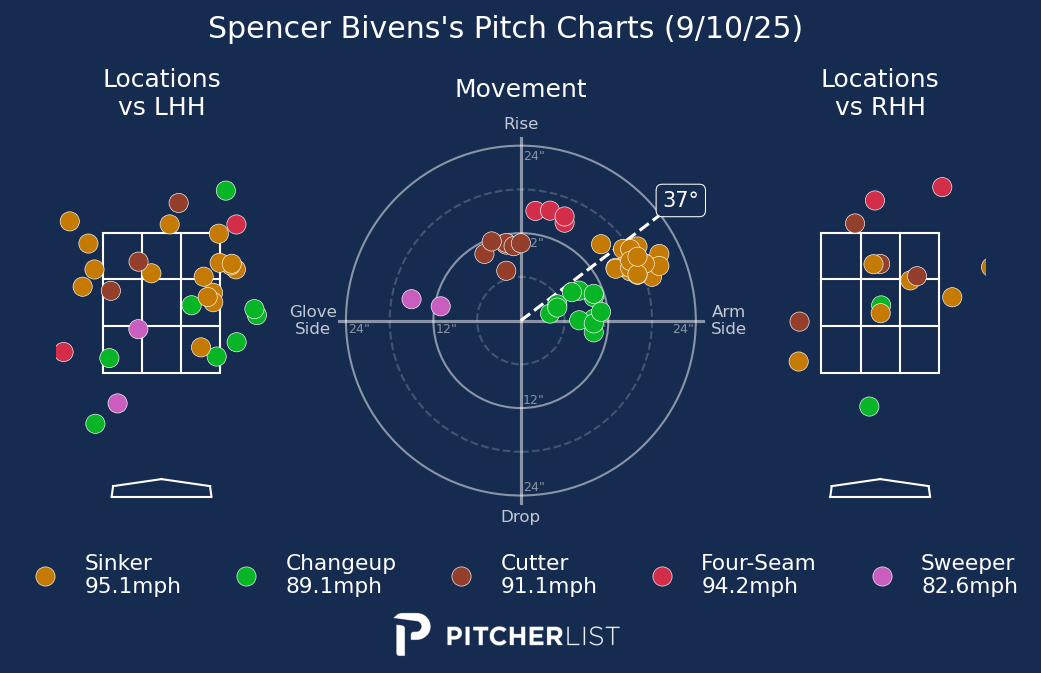 Spencer Bivens's Pitch Charts (9/10/25)
Locations
vs LHH
Movement
Locations
vs RHH
Rise
24"
37°
Glove
Side
24"
12"
24"
Arm
Side
12"
24"
Drop
Sinker
95.1mph
Changeup
89.1mph
Cutter
91.1mph
Four-Seam
94.2mph
Sweeper
82.6mph
PITCHERLIST